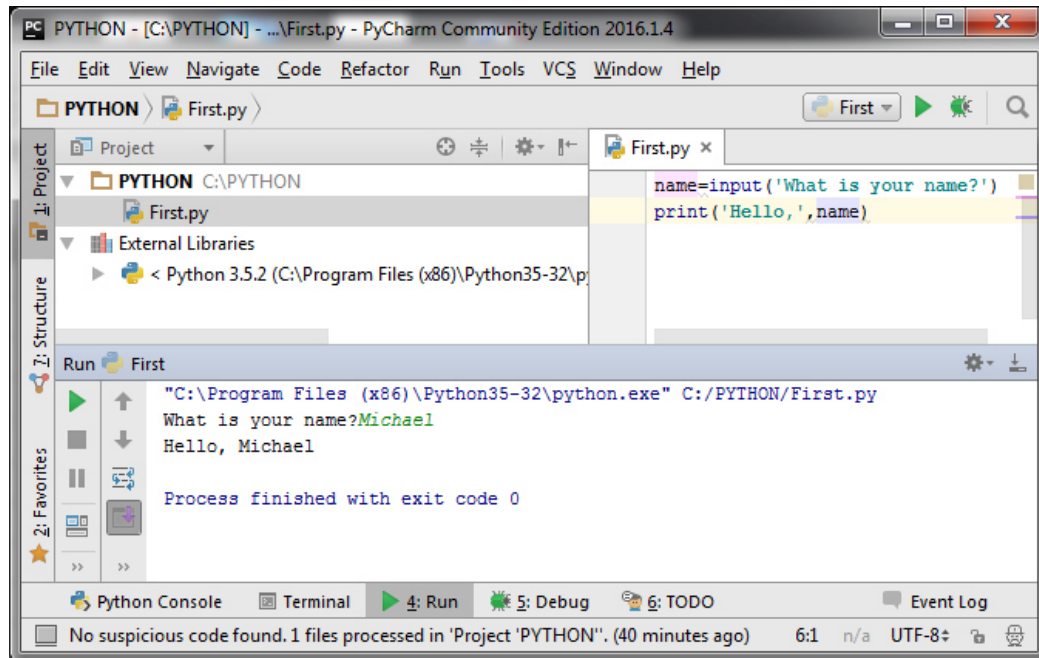 PC PYTHON - [C:\PYTHON] - ...\First.py - PyCharm Community Edition 2016.1.4
File Edit View Navigate Code Refactor Run Tools VCS Window Help
PYTHON First.py First
1: Project
Project
First.py ×
PYTHON C:\PYTHON
First.py
External Libraries
< Python 3.5.2 (C:\Program Files (x86)\Python35-32\py
name=input('What is your name?')
print('Hello,',name)
7: Structure
2: Favorites
Run First
"C:\Program Files (x86)\Python35-32\python.exe" C:/PYTHON/First.py
What is your name?Michael
Hello, Michael
Process finished with exit code 0
>> >>
Python Console Terminal 4: Run 5: Debug 6: TODO Event Log
No suspicious code found. 1 files processed in 'Project 'PYTHON''. (40 minutes ago) 6:1 n/a UTF-8